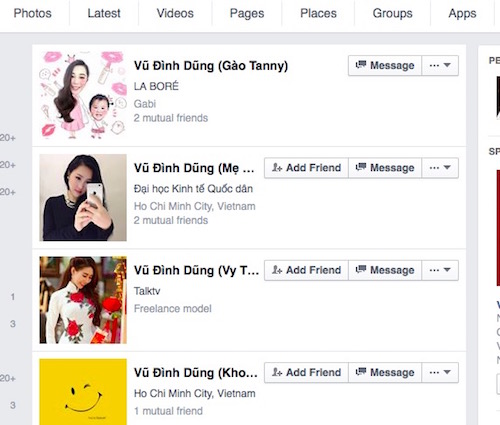 Photos Latest Videos Pages Places Groups Apps
Vũ Đình Dũng (Gào Tanny)
Message
LA BORÉ
Gabi
2 mutual friends
20+
Vũ Đình Dũng (Mẹ ...
Add Friend
Message
Đại học Kinh tế Quốc dân
Ho Chi Minh City, Vietnam
2 mutual friends
20+
20+
Vũ Đình Dũng (Vy T...
Add Friend
Message
Talktv
Freelance model
1
3
Vũ Đình Dũng (Kho...
Add Friend
Message
Ho Chi Minh City, Vietnam
1 mutual friend
20+
3
PE
SP